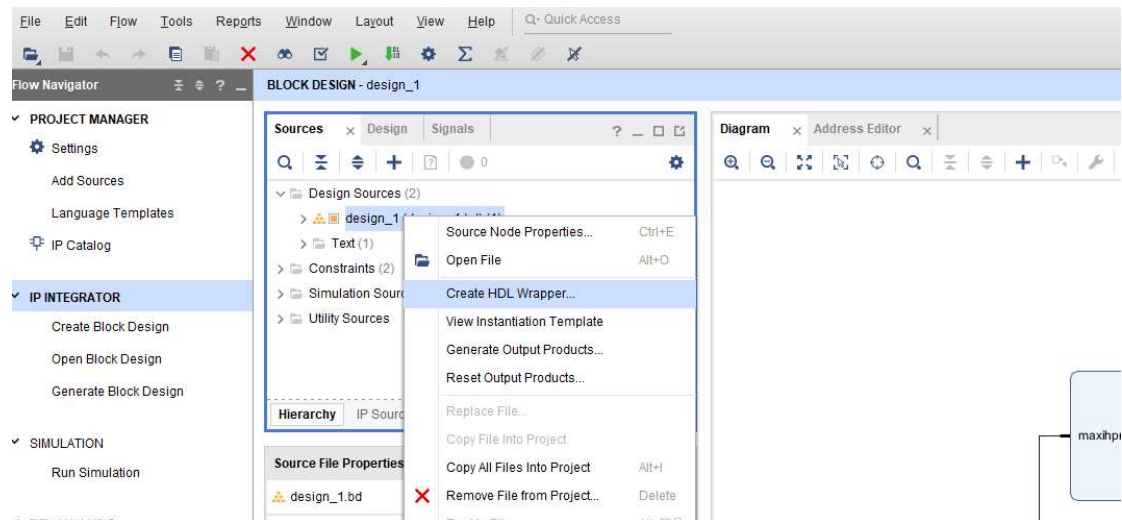 File Edit Flow Tools Reports Window Layout View Help Q- Quick Access
Flow Navigator ? _
BLOCK DESIGN - design_1
PROJECT MANAGER
Settings
Add Sources
Language Templates
IP Catalog
IP INTEGRATOR
Create Block Design
Open Block Design
Generate Block Design
SIMULATION
Run Simulation
Sources × Design Signals ? _
0
Design Sources (2)
design_1
Text (1)
Constraints (2)
Simulation Sour
Utility Sources
Hierarchy IP Sourc
Source File Properties
design_1.bd
Source Node Properties... Ctrl+E
Open File Alt+O
Create HDL Wrapper...
View Instantiation Template
Generate Output Products...
Reset Output Products...
Replace File...
Copy File Into Project
Copy All Files Into Project Alt+I
Remove File from Project... Delete
Diagram × Address Editor ×
maxihpr